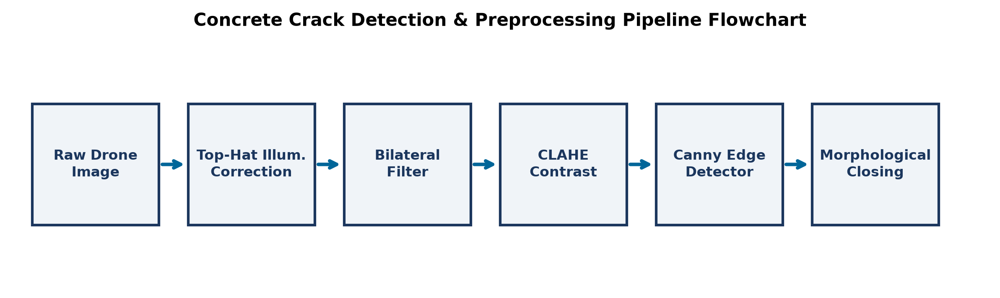 Concrete Crack Detection & Preprocessing Pipeline Flowchart
Raw Drone
Image
Top-Hat Illum.
Correction
Bilateral
Filter
CLAHE
Contrast
Canny Edge
Detector
Morphological
Closing